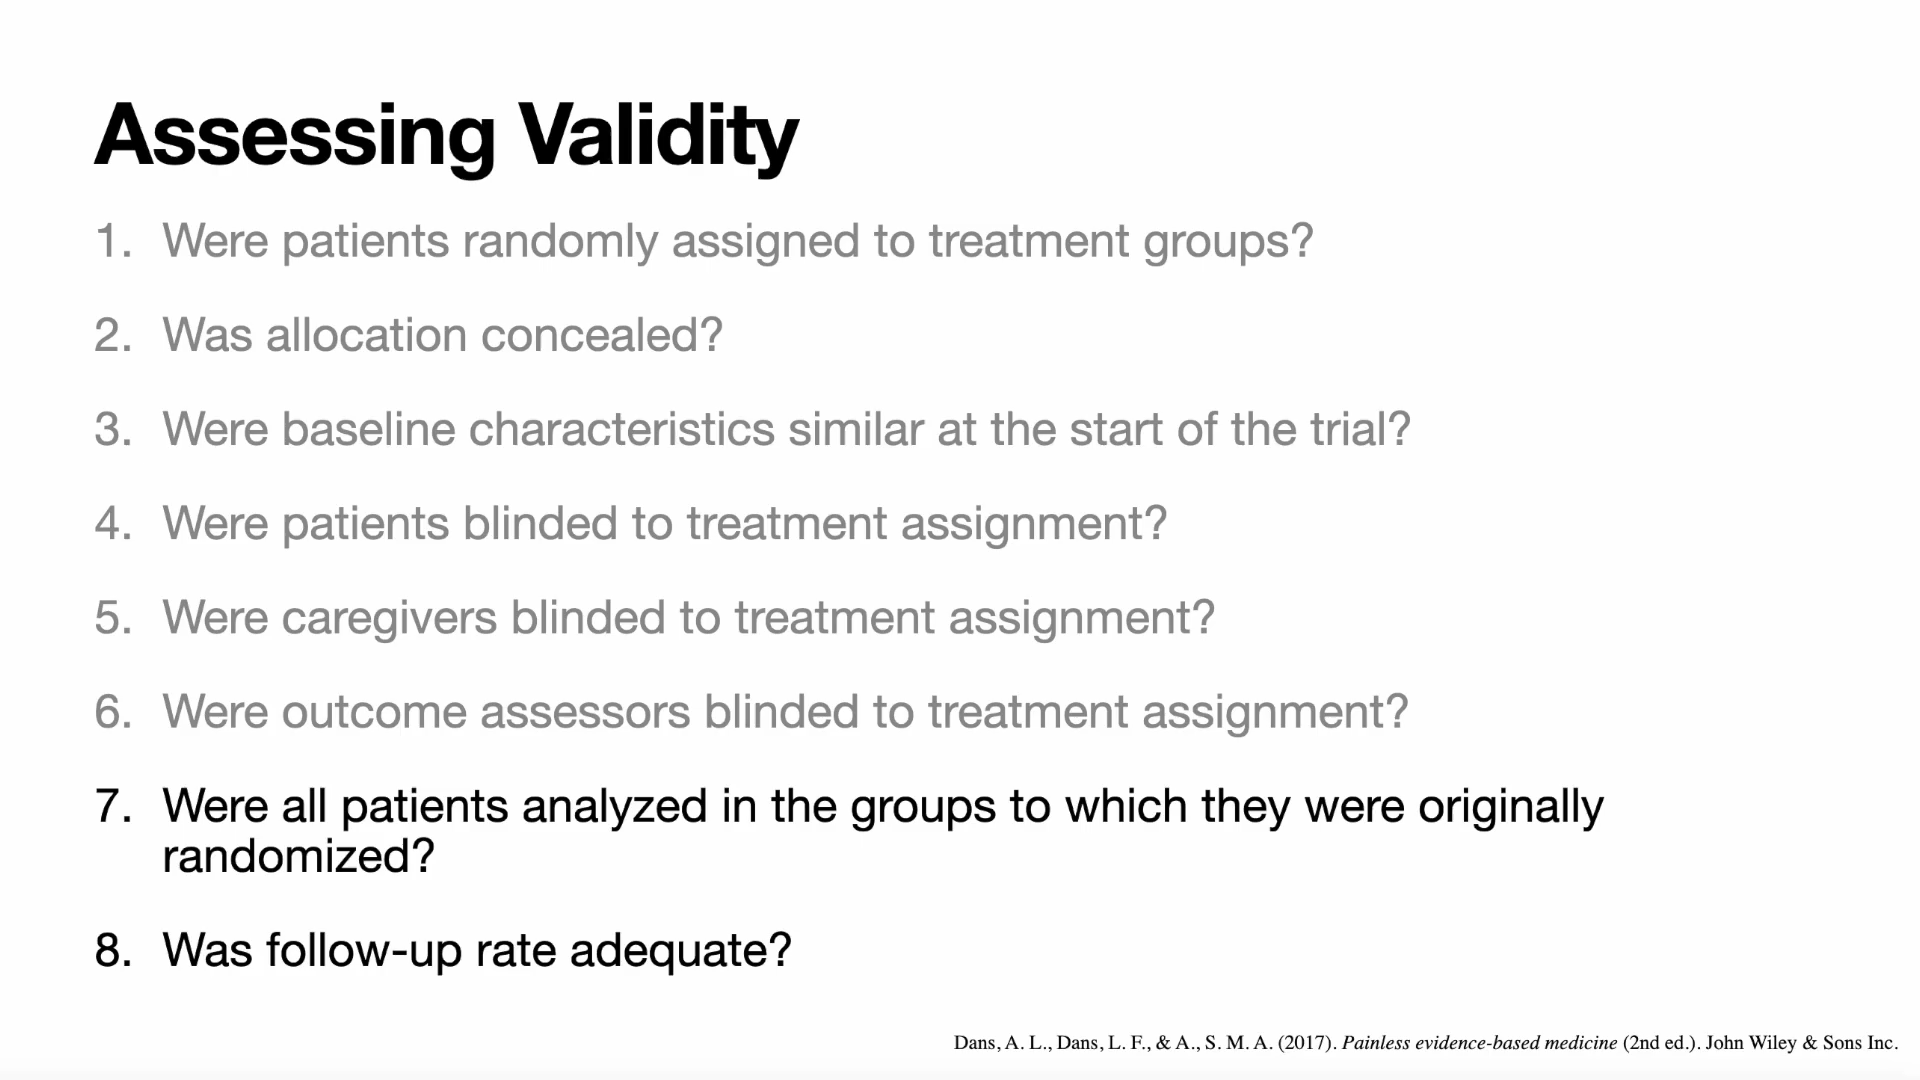 Assessing Validity
1. Were patients randomly assigned to treatment groups?
2. Was allocation concealed?
3. Were baseline characteristics similar at the start of the trial?
4. Were patients blinded to treatment assignment?
5. Were caregivers blinded to treatment assignment?
6. Were outcome assessors blinded to treatment assignment?
7. Were all patients analyzed in the groups to which they were originally
randomized?
8. Was follow-up rate adequate?
Dans, A. L., Dans, L. F., & A., S. M. A. (2017). Painless evidence-based medicine (2nd ed.). John Wiley & Sons Inc.